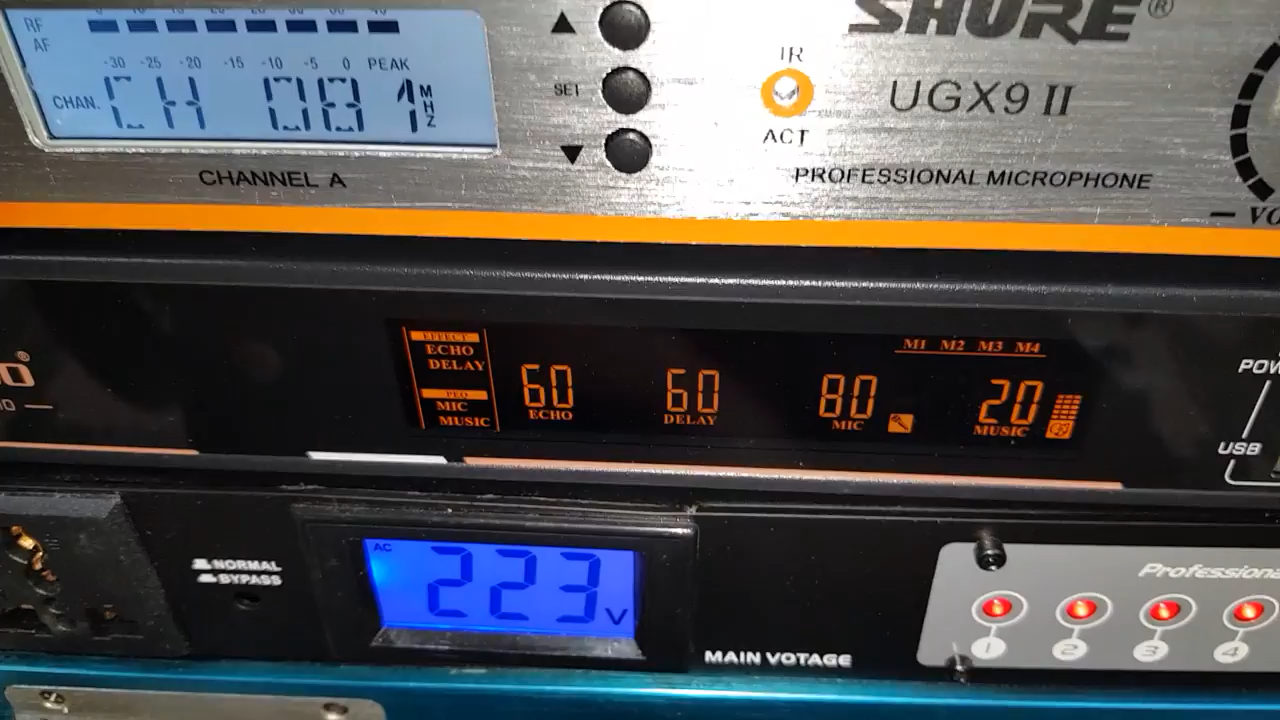 SHURE®
RF
AF
-30 -25 -20 -15 -10 -5 0 PEAK
CHAN. CH 081 MHZ
CHANNEL A
SET
IR
ACT
UGX9 II
PROFESSIONAL MICROPHONE
EFFECT
ECHO
DELAY
PEQ
MIC
MUSIC
60
ECHO
60
DELAY
80
MIC
M1 M2 M3 M4
20
MUSIC
USB
NORMAL
BYPASS
AC
223 V
MAIN VOTAGE
1 2 3 4